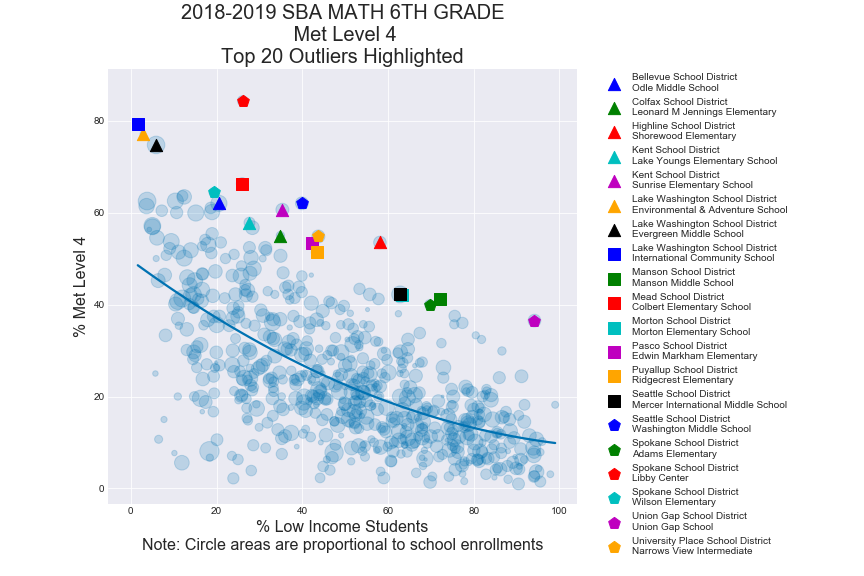 2018-2019 SBA MATH 6TH GRADE
Met Level 4
Top 20 Outliers Highlighted
% Met Level 4
80
60
40
20
0
0 20 40 60 80 100
% Low Income Students
Note: Circle areas are proportional to school enrollments
Bellevue School District
Odle Middle School
Colfax School District
Leonard M Jennings Elementary
Highline School District
Shorewood Elementary
Kent School District
Lake Youngs Elementary School
Kent School District
Sunrise Elementary School
Lake Washington School District
Environmental & Adventure School
Lake Washington School District
Evergreen Middle School
Lake Washington School District
International Community School
Manson School District
Manson Middle School
Mead School District
Colbert Elementary School
Morton School District
Morton Elementary School
Pasco School District
Edwin Markham Elementary
Puyallup School District
Ridgecrest Elementary
Seattle School District
Mercer International Middle School
Seattle School District
Washington Middle School
Spokane School District
Adams Elementary
Spokane School District
Libby Center
Spokane School District
Wilson Elementary
Union Gap School District
Union Gap School
University Place School District
Narrows View Intermediate